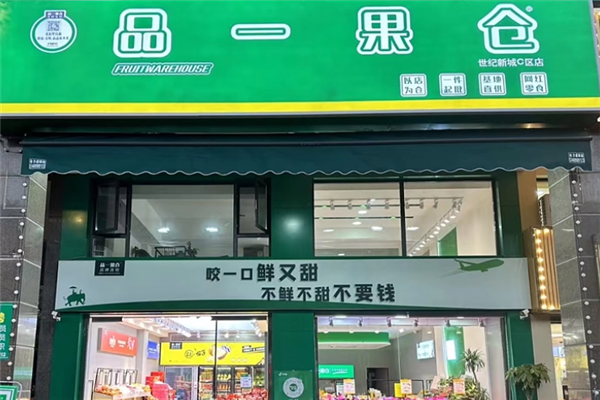 品一果仓
FRUITWAREHOUSE
世纪新城C区店
以店为仓
一件起批
基地直供
网红零食
咬一口鲜又甜
不鲜不甜不要钱